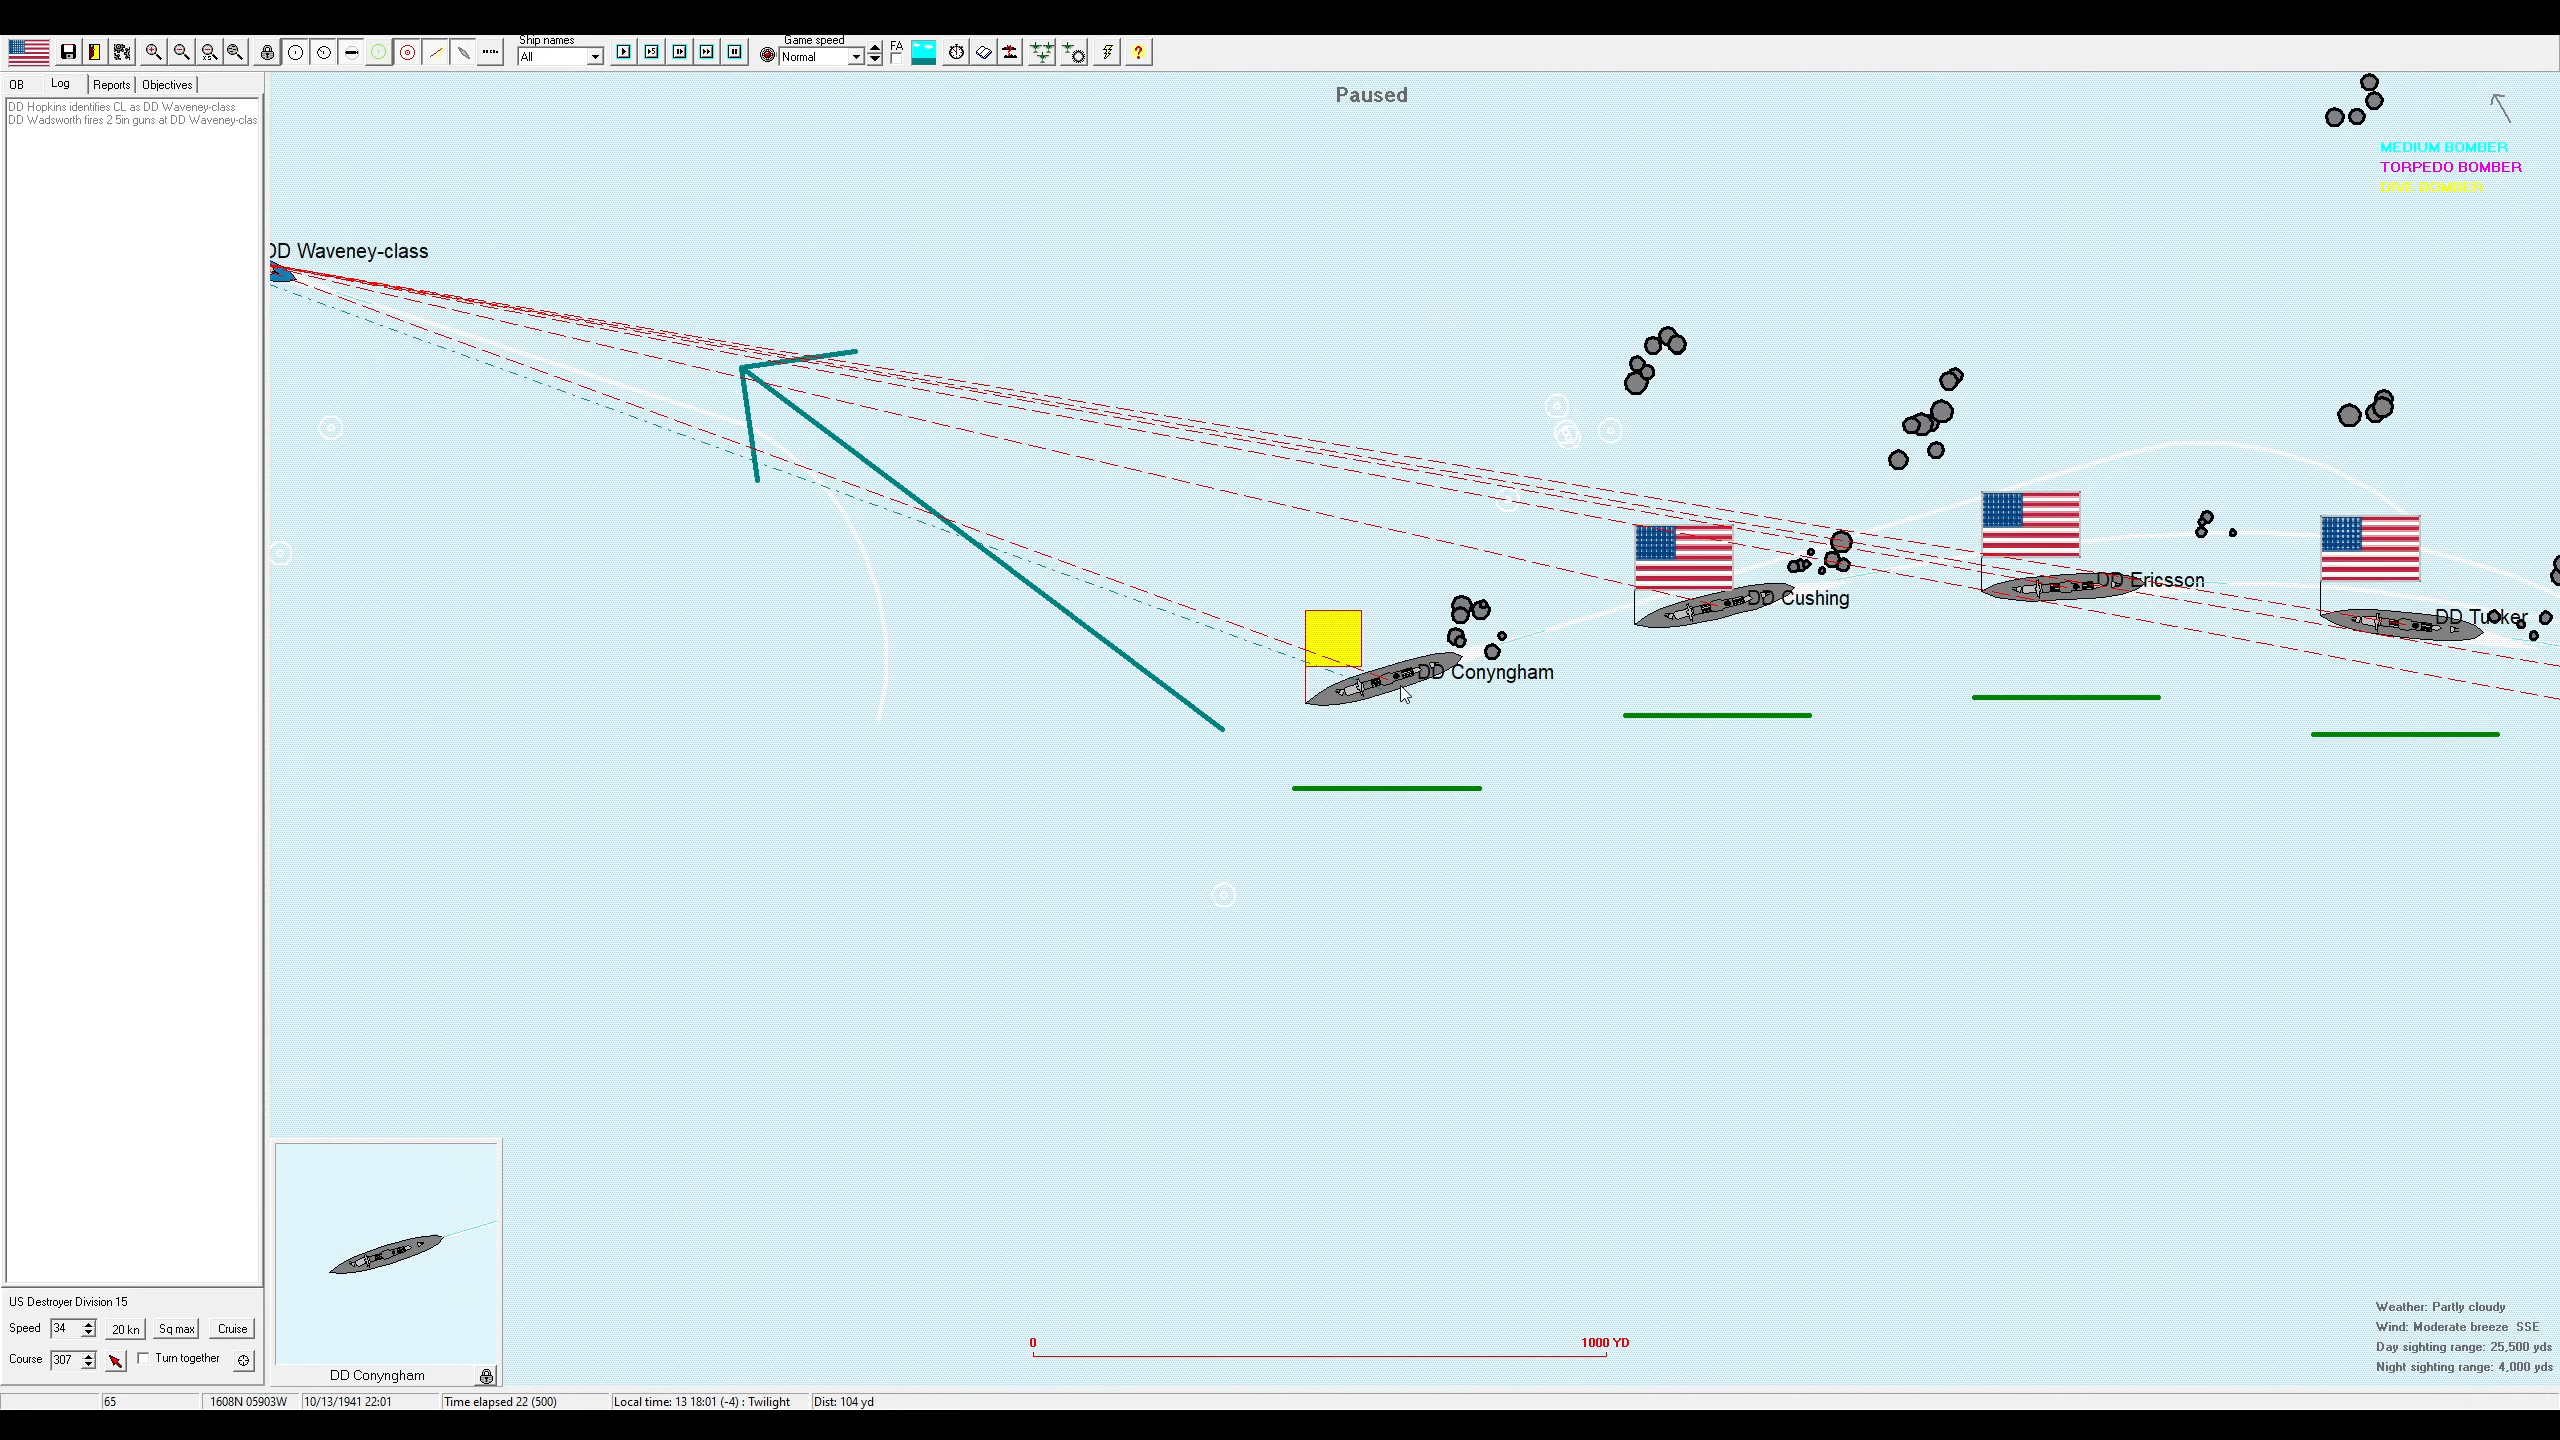 Ship names
Game speed
FA
All
Normal
OB
Log
Reports
Objectives
Paused
DD Hopkins identifies CL as DD Waveney-class
DD Wadsworth fires 2 5in guns at DD Waveney-clas
MEDIUM BOMBER
TORPEDO BOMBER
DIVE BOMBER
DD Waveney-class
DD Ericsson
DD Cushing
DD Tucker
DD Conyngham
US Destroyer Division 15
Speed 34 20 kn Sq max Cruise
Course 307 Turn together
DD Conyngham
0 1000 YD
Weather: Partly cloudy
Wind: Moderate breeze SSE
Day sighting range: 25,500 yds
Night sighting range: 4,000 yds
65 1608N 05903W 10/13/1941 22:01 Time elapsed 22 (500) Local time: 13 18:01 (-4) : Twilight Dist: 104 yd